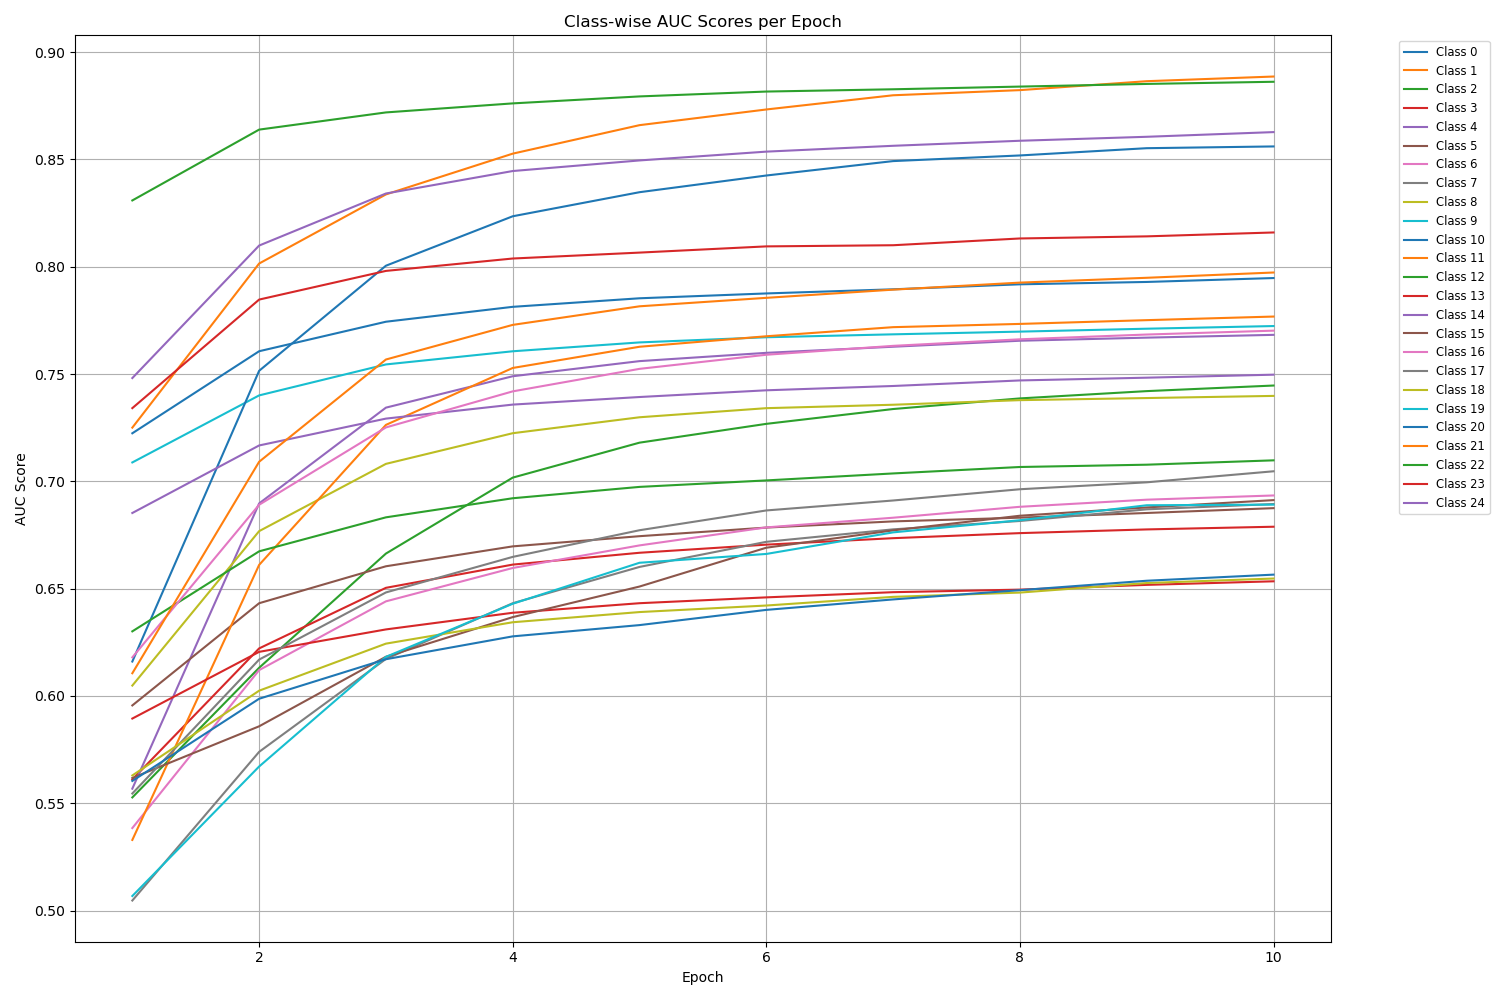 Class-wise AUC Scores per Epoch
AUC Score
0.90
0.85
0.80
0.75
0.70
0.65
0.60
0.55
0.50
2
4
6
8
10
Epoch
Class 0
Class 1
Class 2
Class 3
Class 4
Class 5
Class 6
Class 7
Class 8
Class 9
Class 10
Class 11
Class 12
Class 13
Class 14
Class 15
Class 16
Class 17
Class 18
Class 19
Class 20
Class 21
Class 22
Class 23
Class 24